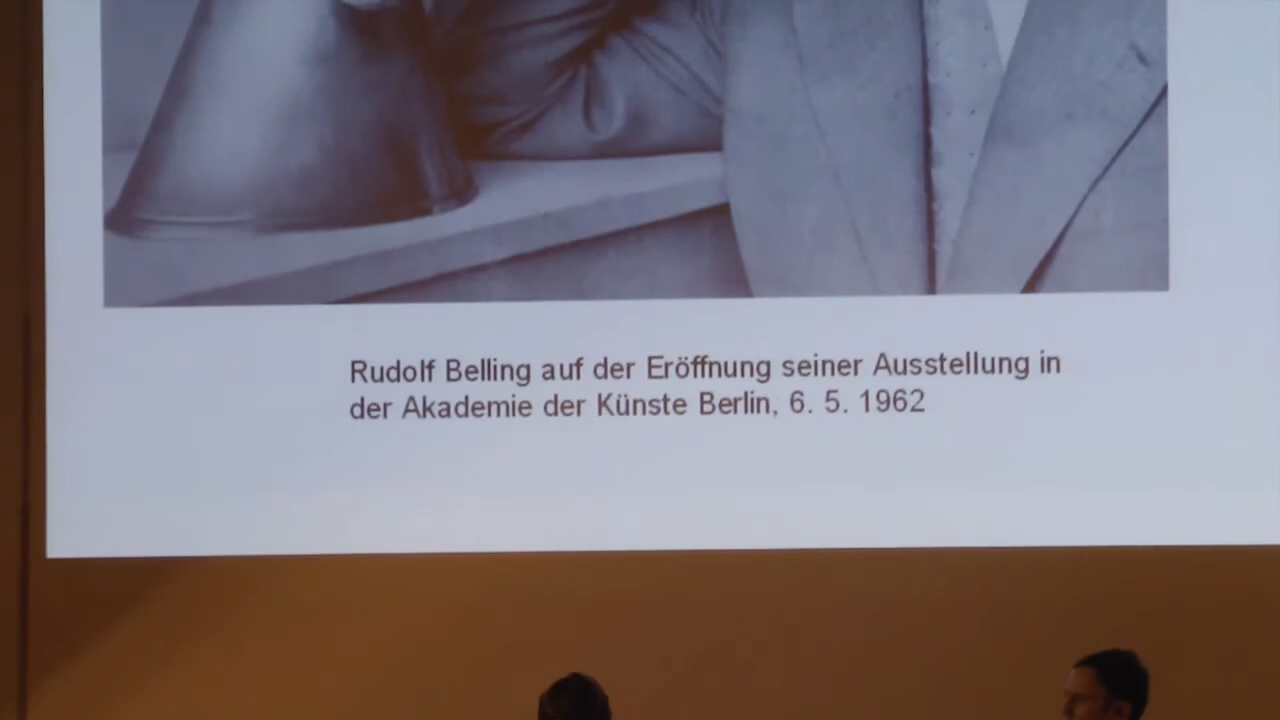 Rudolf Belling auf der Eröffnung seiner Ausstellung in
der Akademie der Künste Berlin, 6. 5. 1962